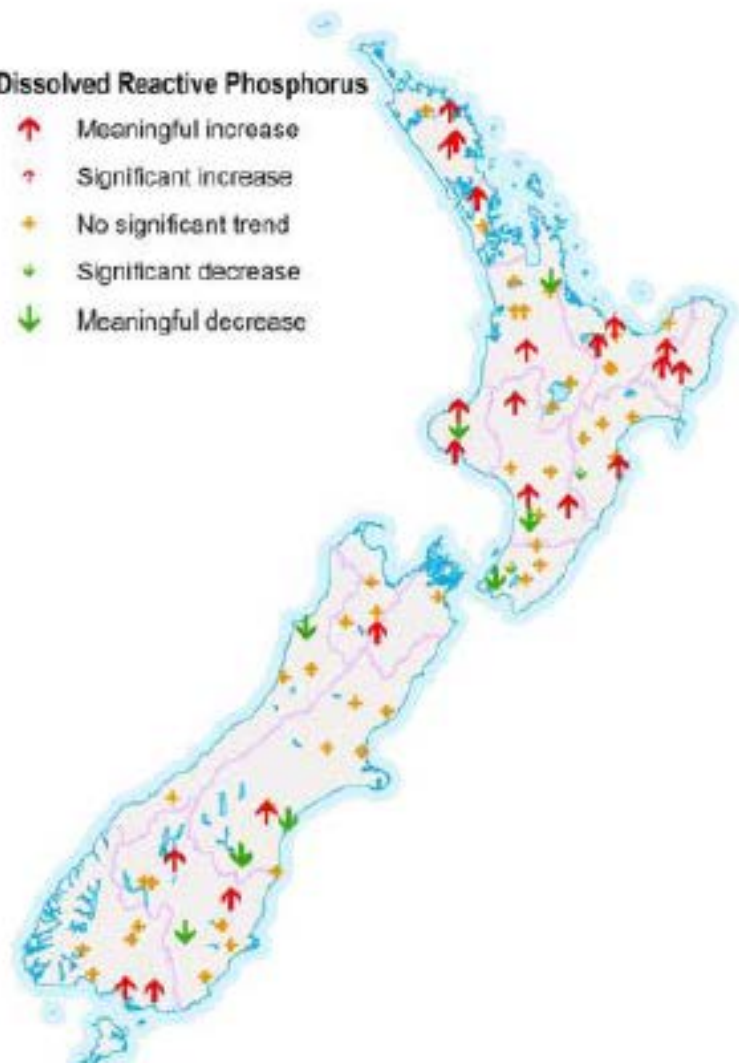 Dissolved Reactive Phosphorus
Meaningful increase
Significant increase
No significant trend
Significant decrease
Meaningful decrease